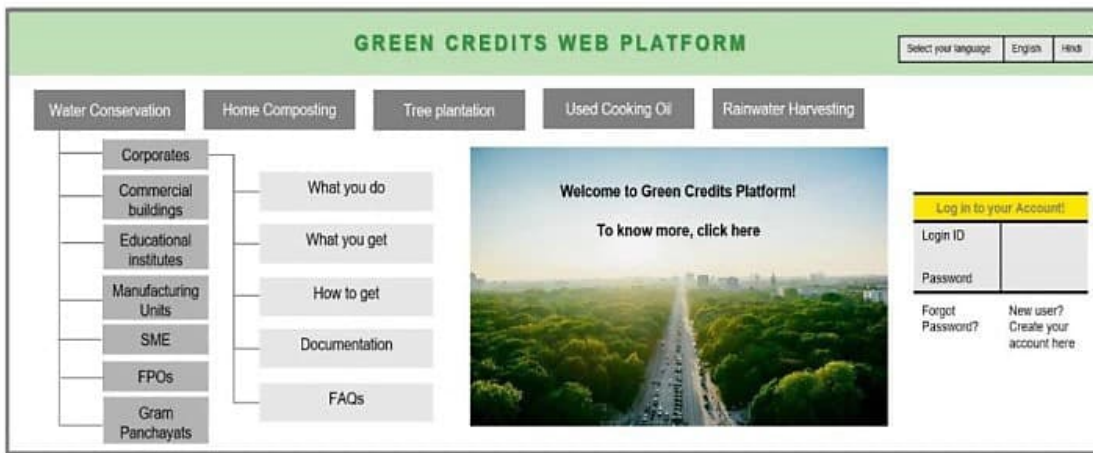 GREEN CREDITS WEB PLATFORM
Select your language English Hindi
Water Conservation
Home Composting
Tree plantation
Used Cooking Oil
Rainwater Harvesting
Corporates
Commercial
buildings
Educational
institutes
Manufacturing
Units
SME
FPOs
Gram
Panchayats
What you do
What you get
How to get
Documentation
FAQs
Welcome to Green Credits Platform!
To know more, click here
Log in to your Account!
Login ID
Password
Forgot
Password?
New user?
Create your
account here